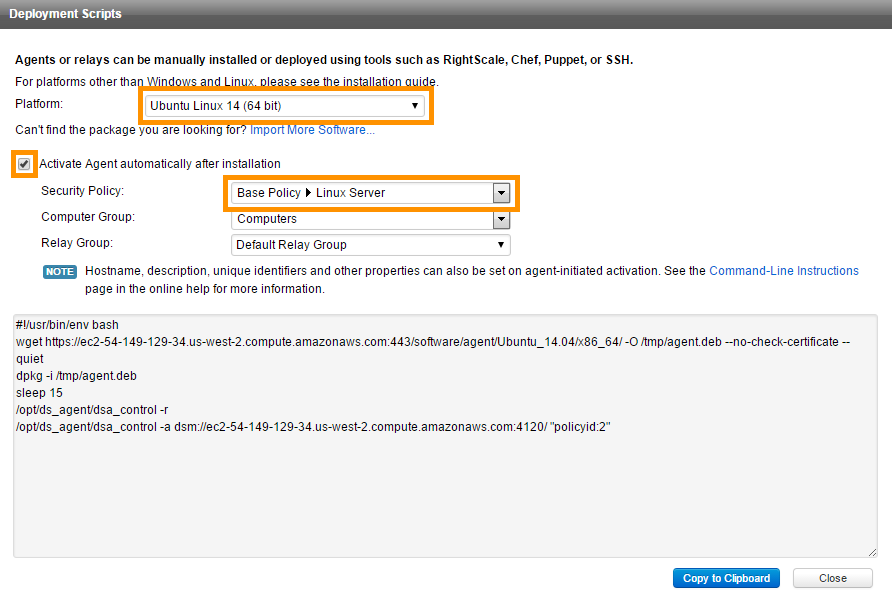 Deployment Scripts
Agents or relays can be manually installed or deployed using tools such as RightScale, Chef, Puppet, or SSH.
For platforms other than Windows and Linux, please see the installation guide.
Platform: Ubuntu Linux 14 (64 bit)
Can't find the package you are looking for? Import More Software...
Activate Agent automatically after installation
Security Policy: Base Policy ▶ Linux Server
Computer Group: Computers
Relay Group: Default Relay Group
NOTE Hostname, description, unique identifiers and other properties can also be set on agent-initiated activation. See the Command-Line Instructions
page in the online help for more information.
#!/usr/bin/env bash
wget https://ec2-54-149-129-34.us-west-2.compute.amazonaws.com:443/software/agent/Ubuntu_14.04/x86_64/ -O /tmp/agent.deb --no-check-certificate --
quiet
dpkg -i /tmp/agent.deb
sleep 15
/opt/ds_agent/dsa_control -r
/opt/ds_agent/dsa_control -a dsm://ec2-54-149-129-34.us-west-2.compute.amazonaws.com:4120/ "policyid:2"
Copy to Clipboard Close